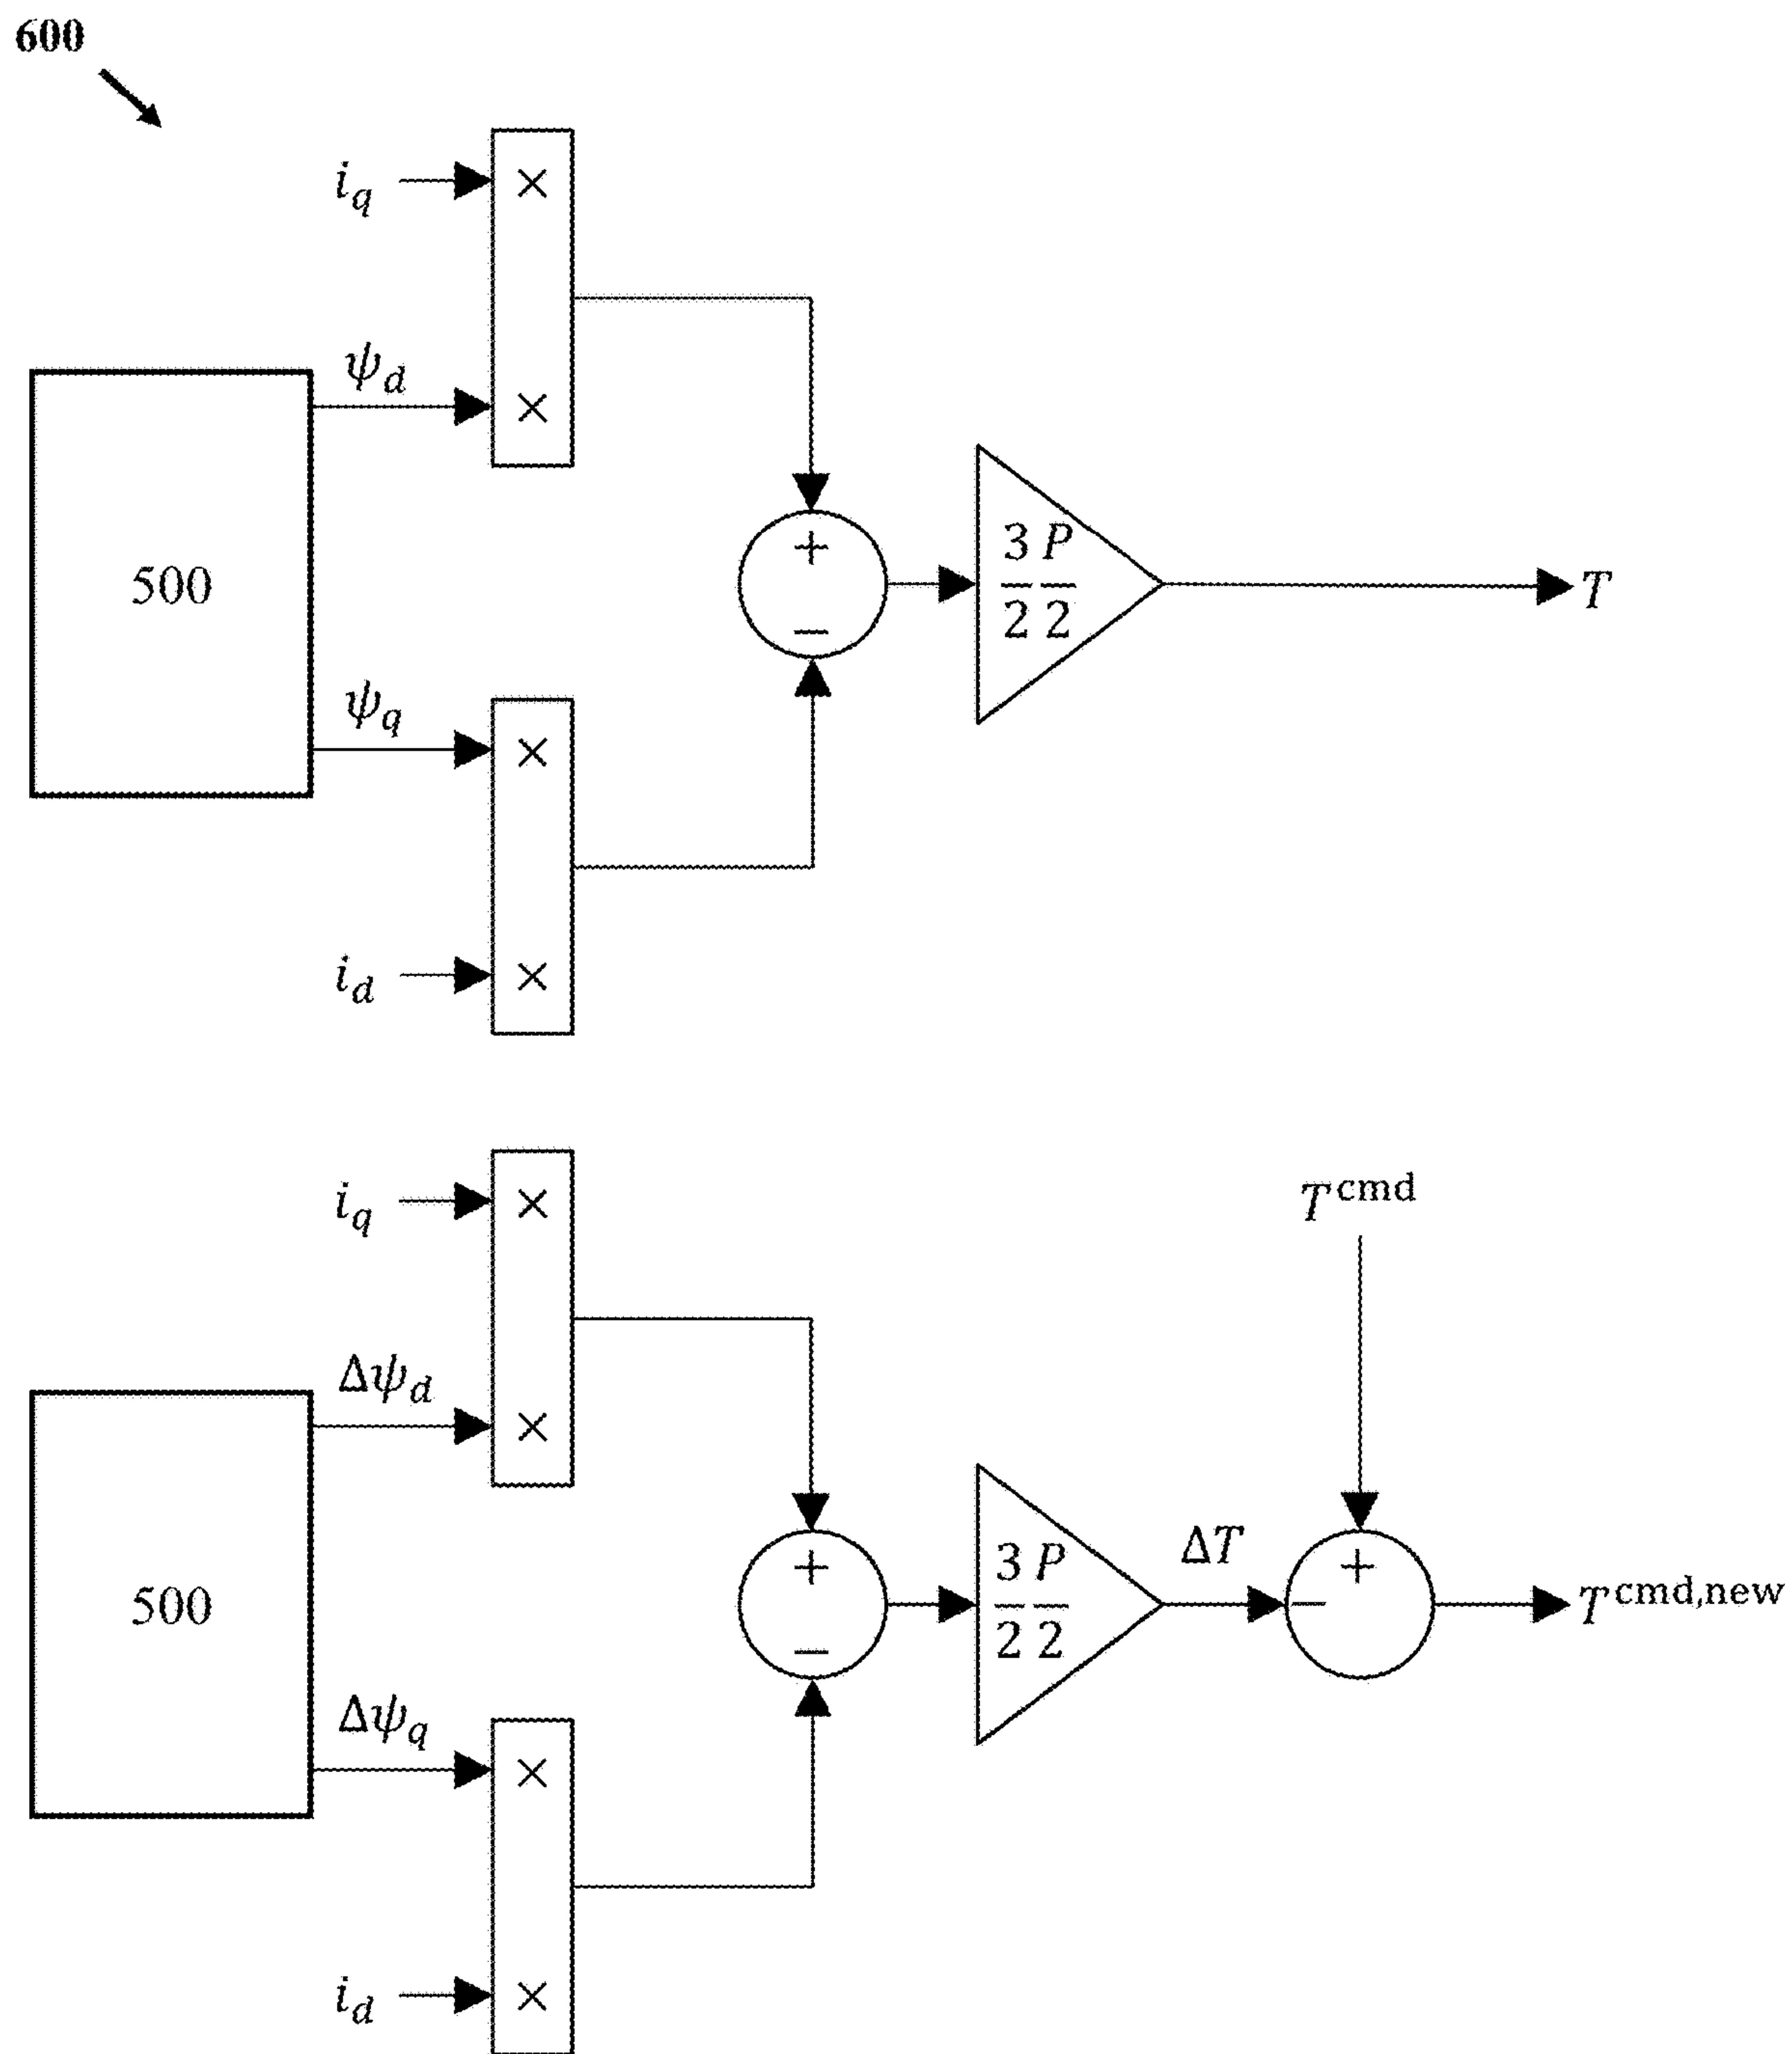 600
i_q
×
ψ_d
×
500
+
−
3/2 P/2
T
ψ_q
×
i_d
×
i_q
×
T^cmd
Δψ_d
×
500
+
−
3/2 P/2
ΔT
+
−
T^cmd,new
Δψ_q
×
i_d
×